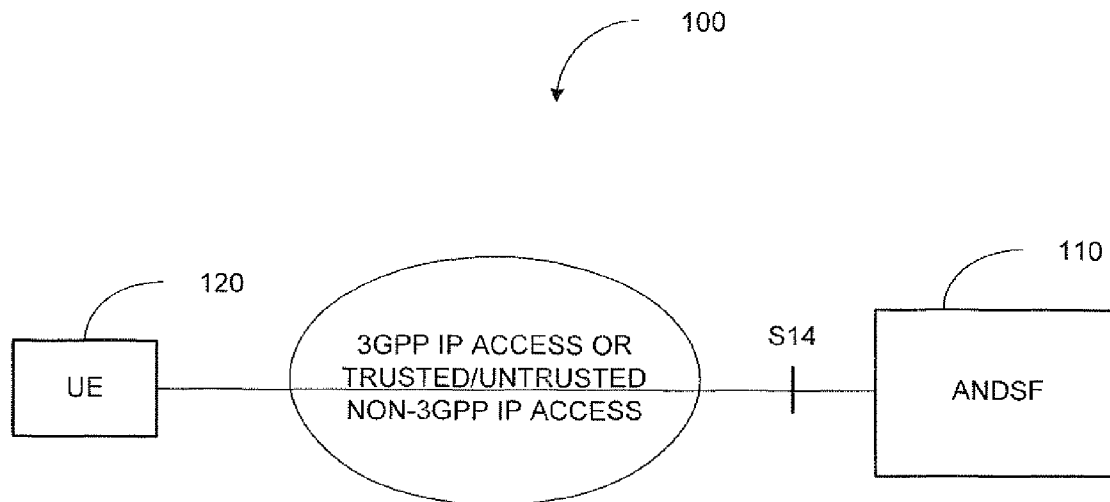 100
110
120
S14
3GPP IP ACCESS OR
TRUSTED/UNTRUSTED
NON-3GPP IP ACCESS
UE
ANDSF